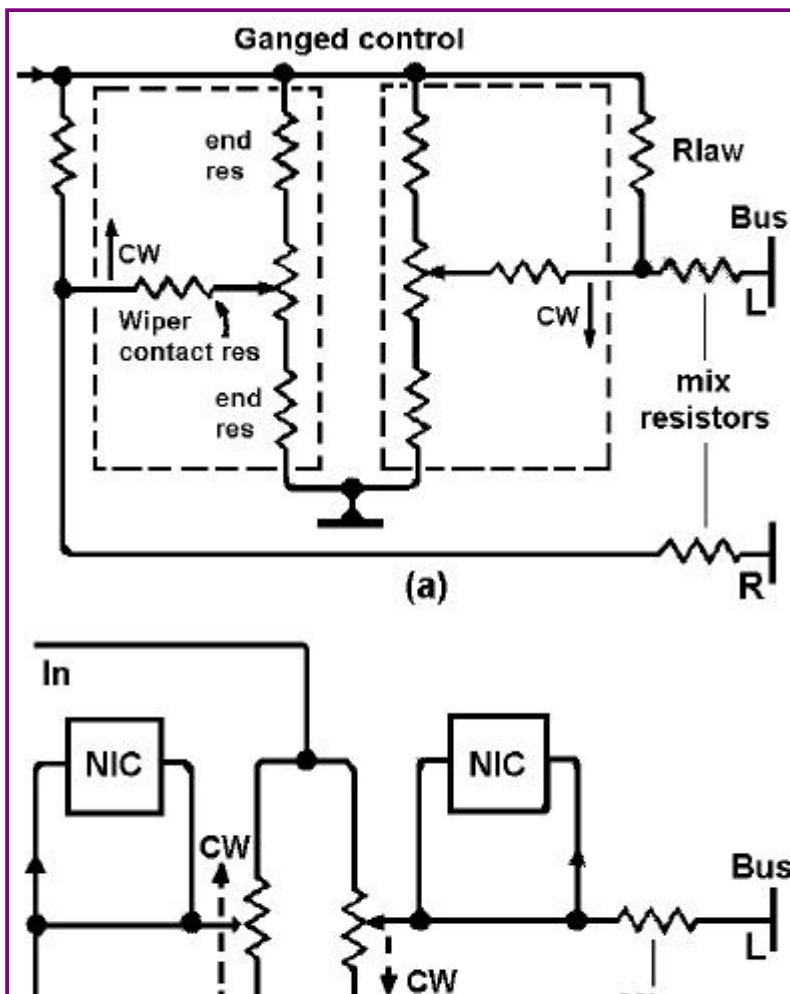 Ganged control
end
res
Rlaw
Bus
CW
L
Wiper
contact res
CW
end
res
mix
resistors
(a)
R
In
NIC
NIC
CW
Bus
L
CW